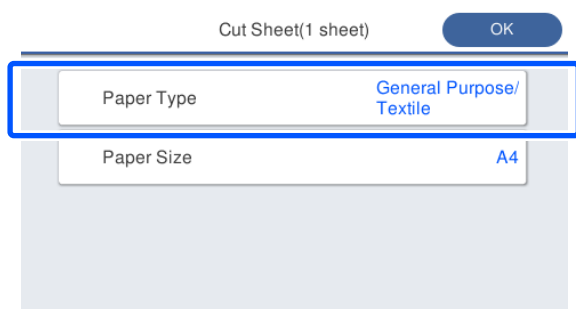 Cut Sheet(1 sheet)
OK
Paper Type
General Purpose/
Textile
Paper Size
A4